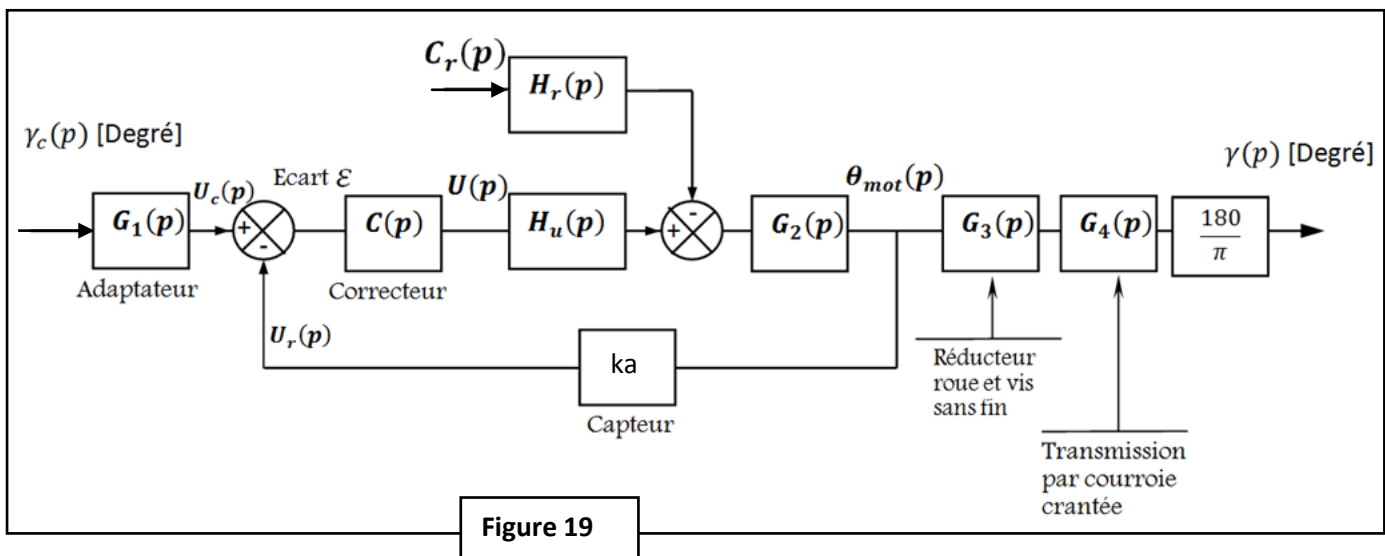 C_r(p)
H_r(p)
γ_c(p) [Degré]
γ(p) [Degré]
U_c(p)
Ecart ε
U(p)
θ_mot(p)
-
G_1(p)
+
-
C(p)
H_u(p)
+
G_2(p)
G_3(p)
G_4(p)
180
π
Adaptateur
Correcteur
U_r(p)
ka
Capteur
Réducteur
roue et vis
sans fin
Transmission
par courroie
crantée
Figure 19